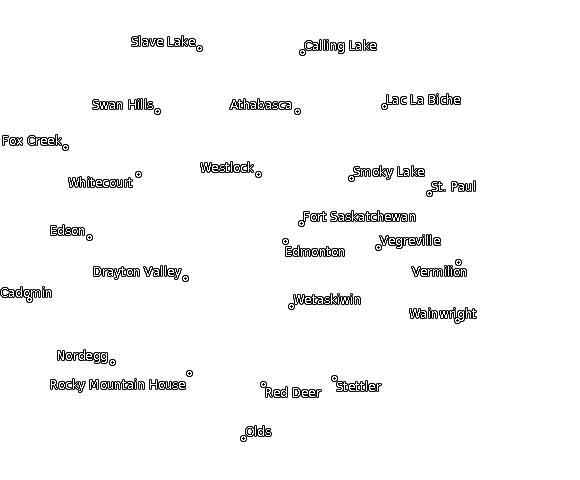 Slave Lake
Calling Lake
Swan Hills
Athabasca
Lac La Biche
Fox Creek
Westlock
Smoky Lake
Whitecourt
St. Paul
Fort Saskatchewan
Edson
Vegreville
Edmonton
Drayton Valley
Vermilion
Cadomin
Wetaskiwin
Wainwright
Nordegg
Rocky Mountain House
Stettler
Red Deer
Olds